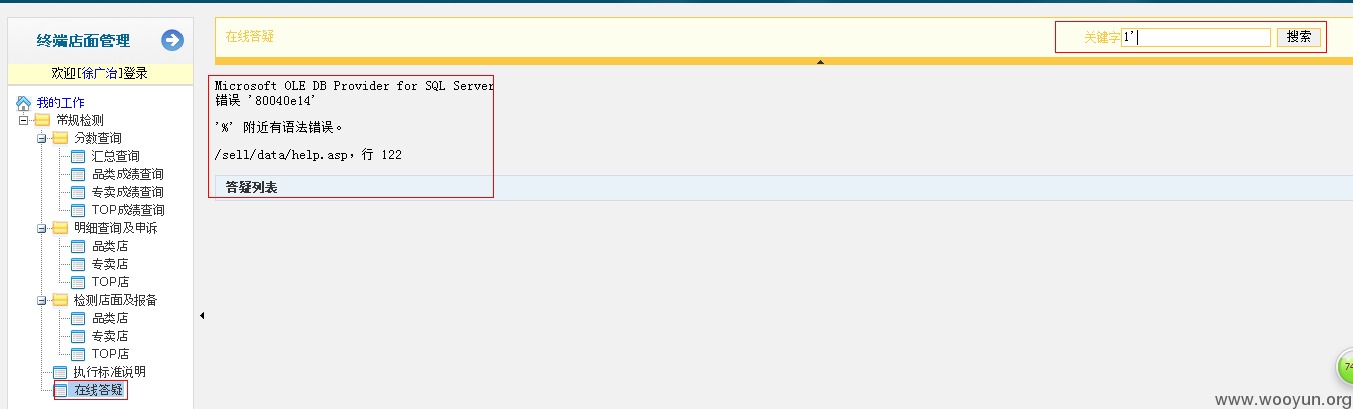 终端店面管理
欢迎[徐广治]登录
我的工作
常规检测
分数查询
汇总查询
品类成绩查询
专卖成绩查询
TOP成绩查询
明细查询及申诉
品类店
专卖店
TOP店
检测店面及报备
品类店
专卖店
TOP店
执行标准说明
在线答疑
在线答疑
关键字 1' 搜索
Microsoft OLE DB Provider for SQL Server
错误 '80040e14'
'%' 附近有语法错误。
/sell/data/help.asp，行 122
答疑列表
74
www.wooyun.org